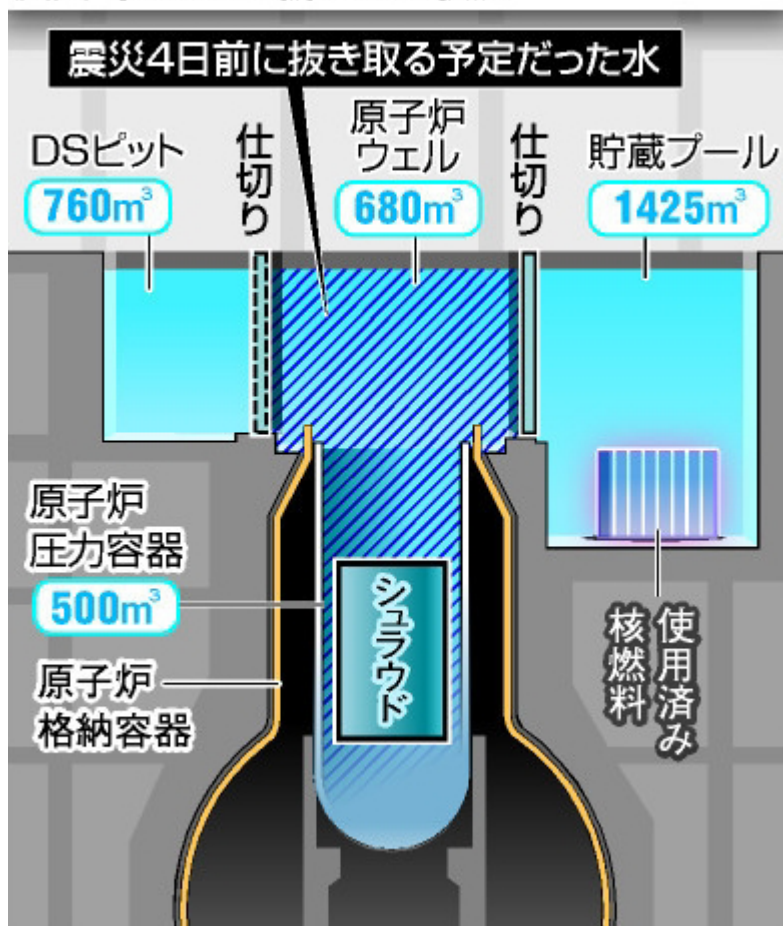 震災4日前に抜き取る予定だった水
DSピット
760m³
仕切り
原子炉
ウェル
680m³
仕切り
貯蔵プール
1425m³
原子炉
圧力容器
500m³
シュラウド
使用済み
核燃料
原子炉
格納容器